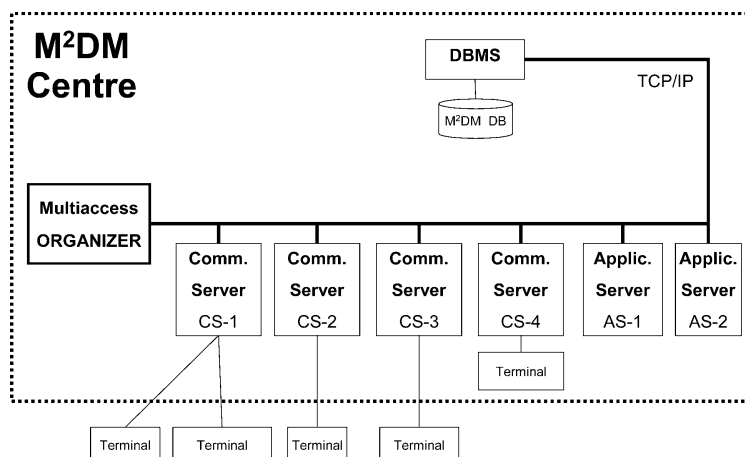 M²DM
Centre
DBMS
TCP/IP
M²DM DB
Multiaccess
ORGANIZER
Comm.
Server
CS-1
Comm.
Server
CS-2
Comm.
Server
CS-3
Comm.
Server
CS-4
Applic.
Server
AS-1
Applic.
Server
AS-2
Terminal
Terminal
Terminal
Terminal
Terminal